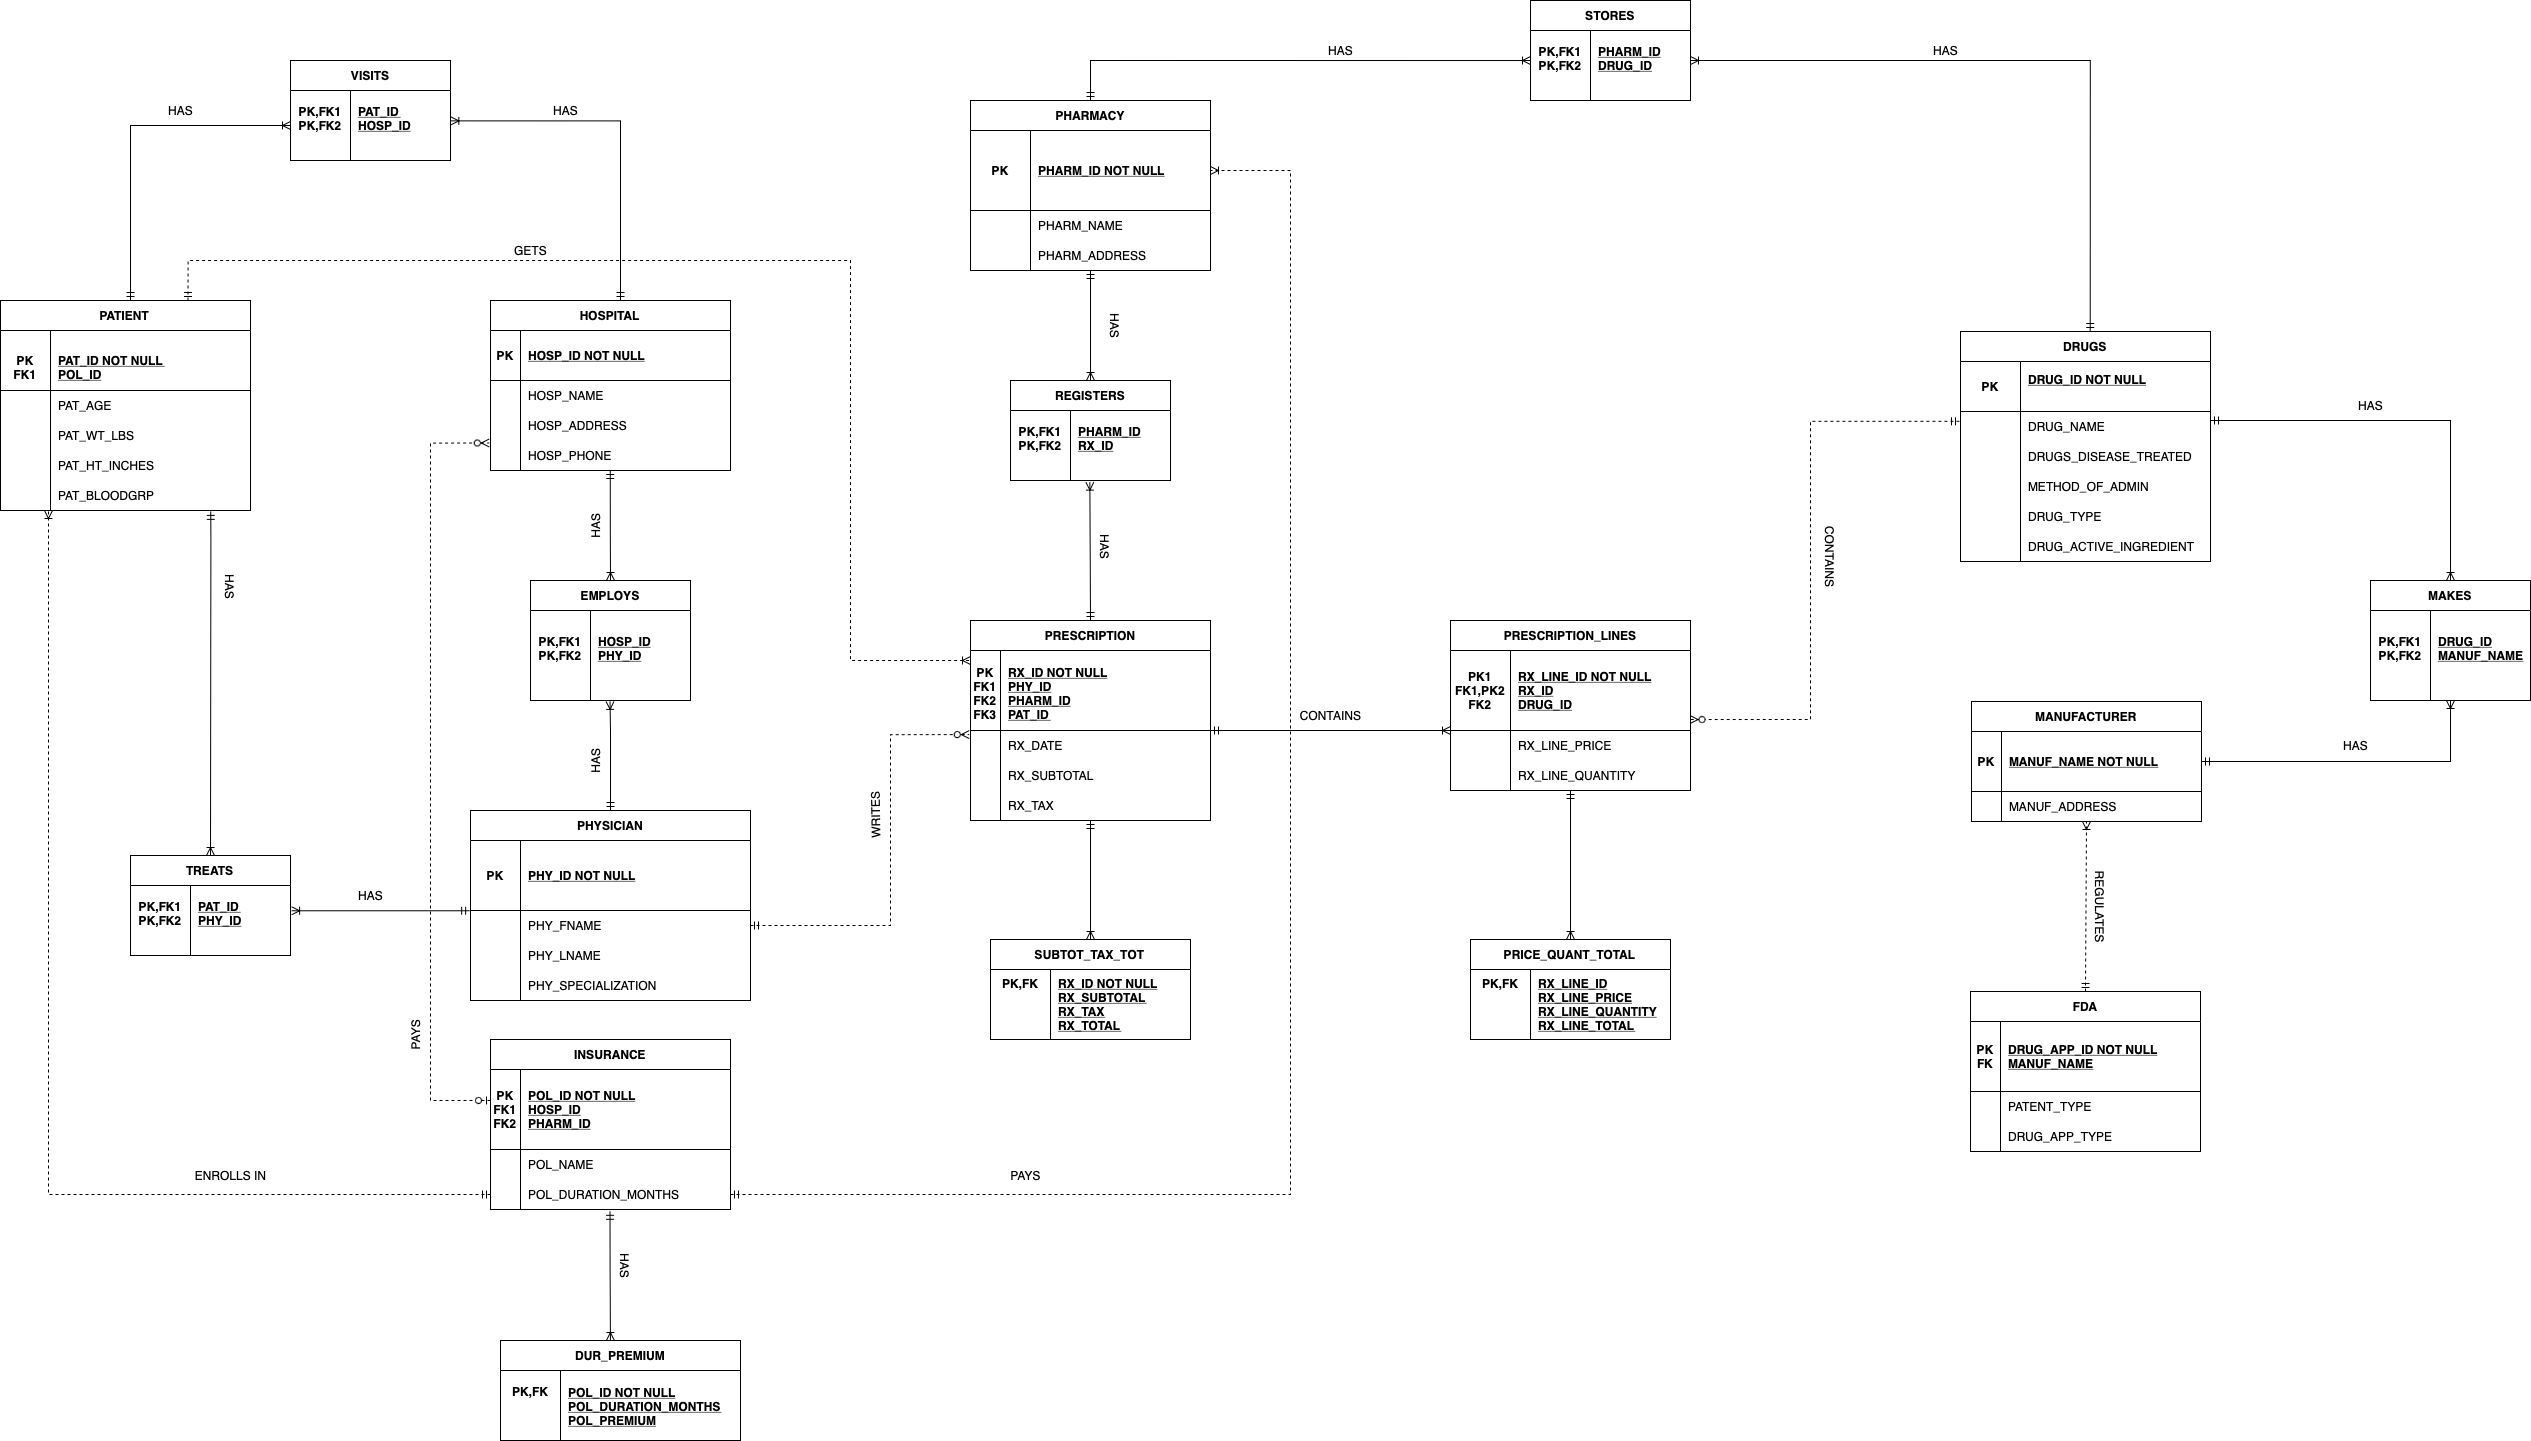 STORES
PK,FK1 PHARM_ID
PK,FK2 DRUG_ID
HAS
HAS
VISITS
PK,FK1 PAT_ID
PK,FK2 HOSP_ID
HAS
HAS
PHARMACY
PK PHARM_ID NOT NULL
PHARM_NAME
PHARM_ADDRESS
GETS
PATIENT
PK PAT_ID NOT NULL
FK1 POL_ID
PAT_AGE
PAT_WT_LBS
PAT_HT_INCHES
PAT_BLOODGRP
HOSPITAL
PK HOSP_ID NOT NULL
HOSP_NAME
HOSP_ADDRESS
HOSP_PHONE
HAS
REGISTERS
PK,FK1 PHARM_ID
PK,FK2 RX_ID
HAS
DRUGS
PK DRUG_ID NOT NULL
DRUG_NAME
DRUGS_DISEASE_TREATED
METHOD_OF_ADMIN
DRUG_TYPE
DRUG_ACTIVE_INGREDIENT
HAS
CONTAINS
HAS
HAS
EMPLOYS
PK,FK1 HOSP_ID
PK,FK2 PHY_ID
HAS
MAKES
PK,FK1 DRUG_ID
PK,FK2 MANUF_NAME
HAS
PRESCRIPTION
PK RX_ID NOT NULL
FK1 PHY_ID
FK2 PHARM_ID
FK3 PAT_ID
RX_DATE
RX_SUBTOTAL
RX_TAX
CONTAINS
PRESCRIPTION_LINES
PK1 RX_LINE_ID NOT NULL
FK1,PK2 RX_ID
FK2 DRUG_ID
RX_LINE_PRICE
RX_LINE_QUANTITY
MANUFACTURER
PK MANUF_NAME NOT NULL
MANUF_ADDRESS
REGULATES
WRITES
PHYSICIAN
PK PHY_ID NOT NULL
PHY_FNAME
PHY_LNAME
PHY_SPECIALIZATION
TREATS
PK,FK1 PAT_ID
PK,FK2 PHY_ID
HAS
SUBTOT_TAX_TOT
PK,FK RX_ID NOT NULL
RX_SUBTOTAL
RX_TAX
RX_TOTAL
PRICE_QUANT_TOTAL
PK,FK RX_LINE_ID
RX_LINE_PRICE
RX_LINE_QUANTITY
RX_LINE_TOTAL
FDA
PK DRUG_APP_ID NOT NULL
FK MANUF_NAME
PATENT_TYPE
DRUG_APP_TYPE
PAYS
INSURANCE
PK POL_ID NOT NULL
FK1 HOSP_ID
FK2 PHARM_ID
POL_NAME
POL_DURATION_MONTHS
ENROLLS IN
PAYS
HAS
DUR_PREMIUM
PK,FK POL_ID NOT NULL
POL_DURATION_MONTHS
POL_PREMIUM